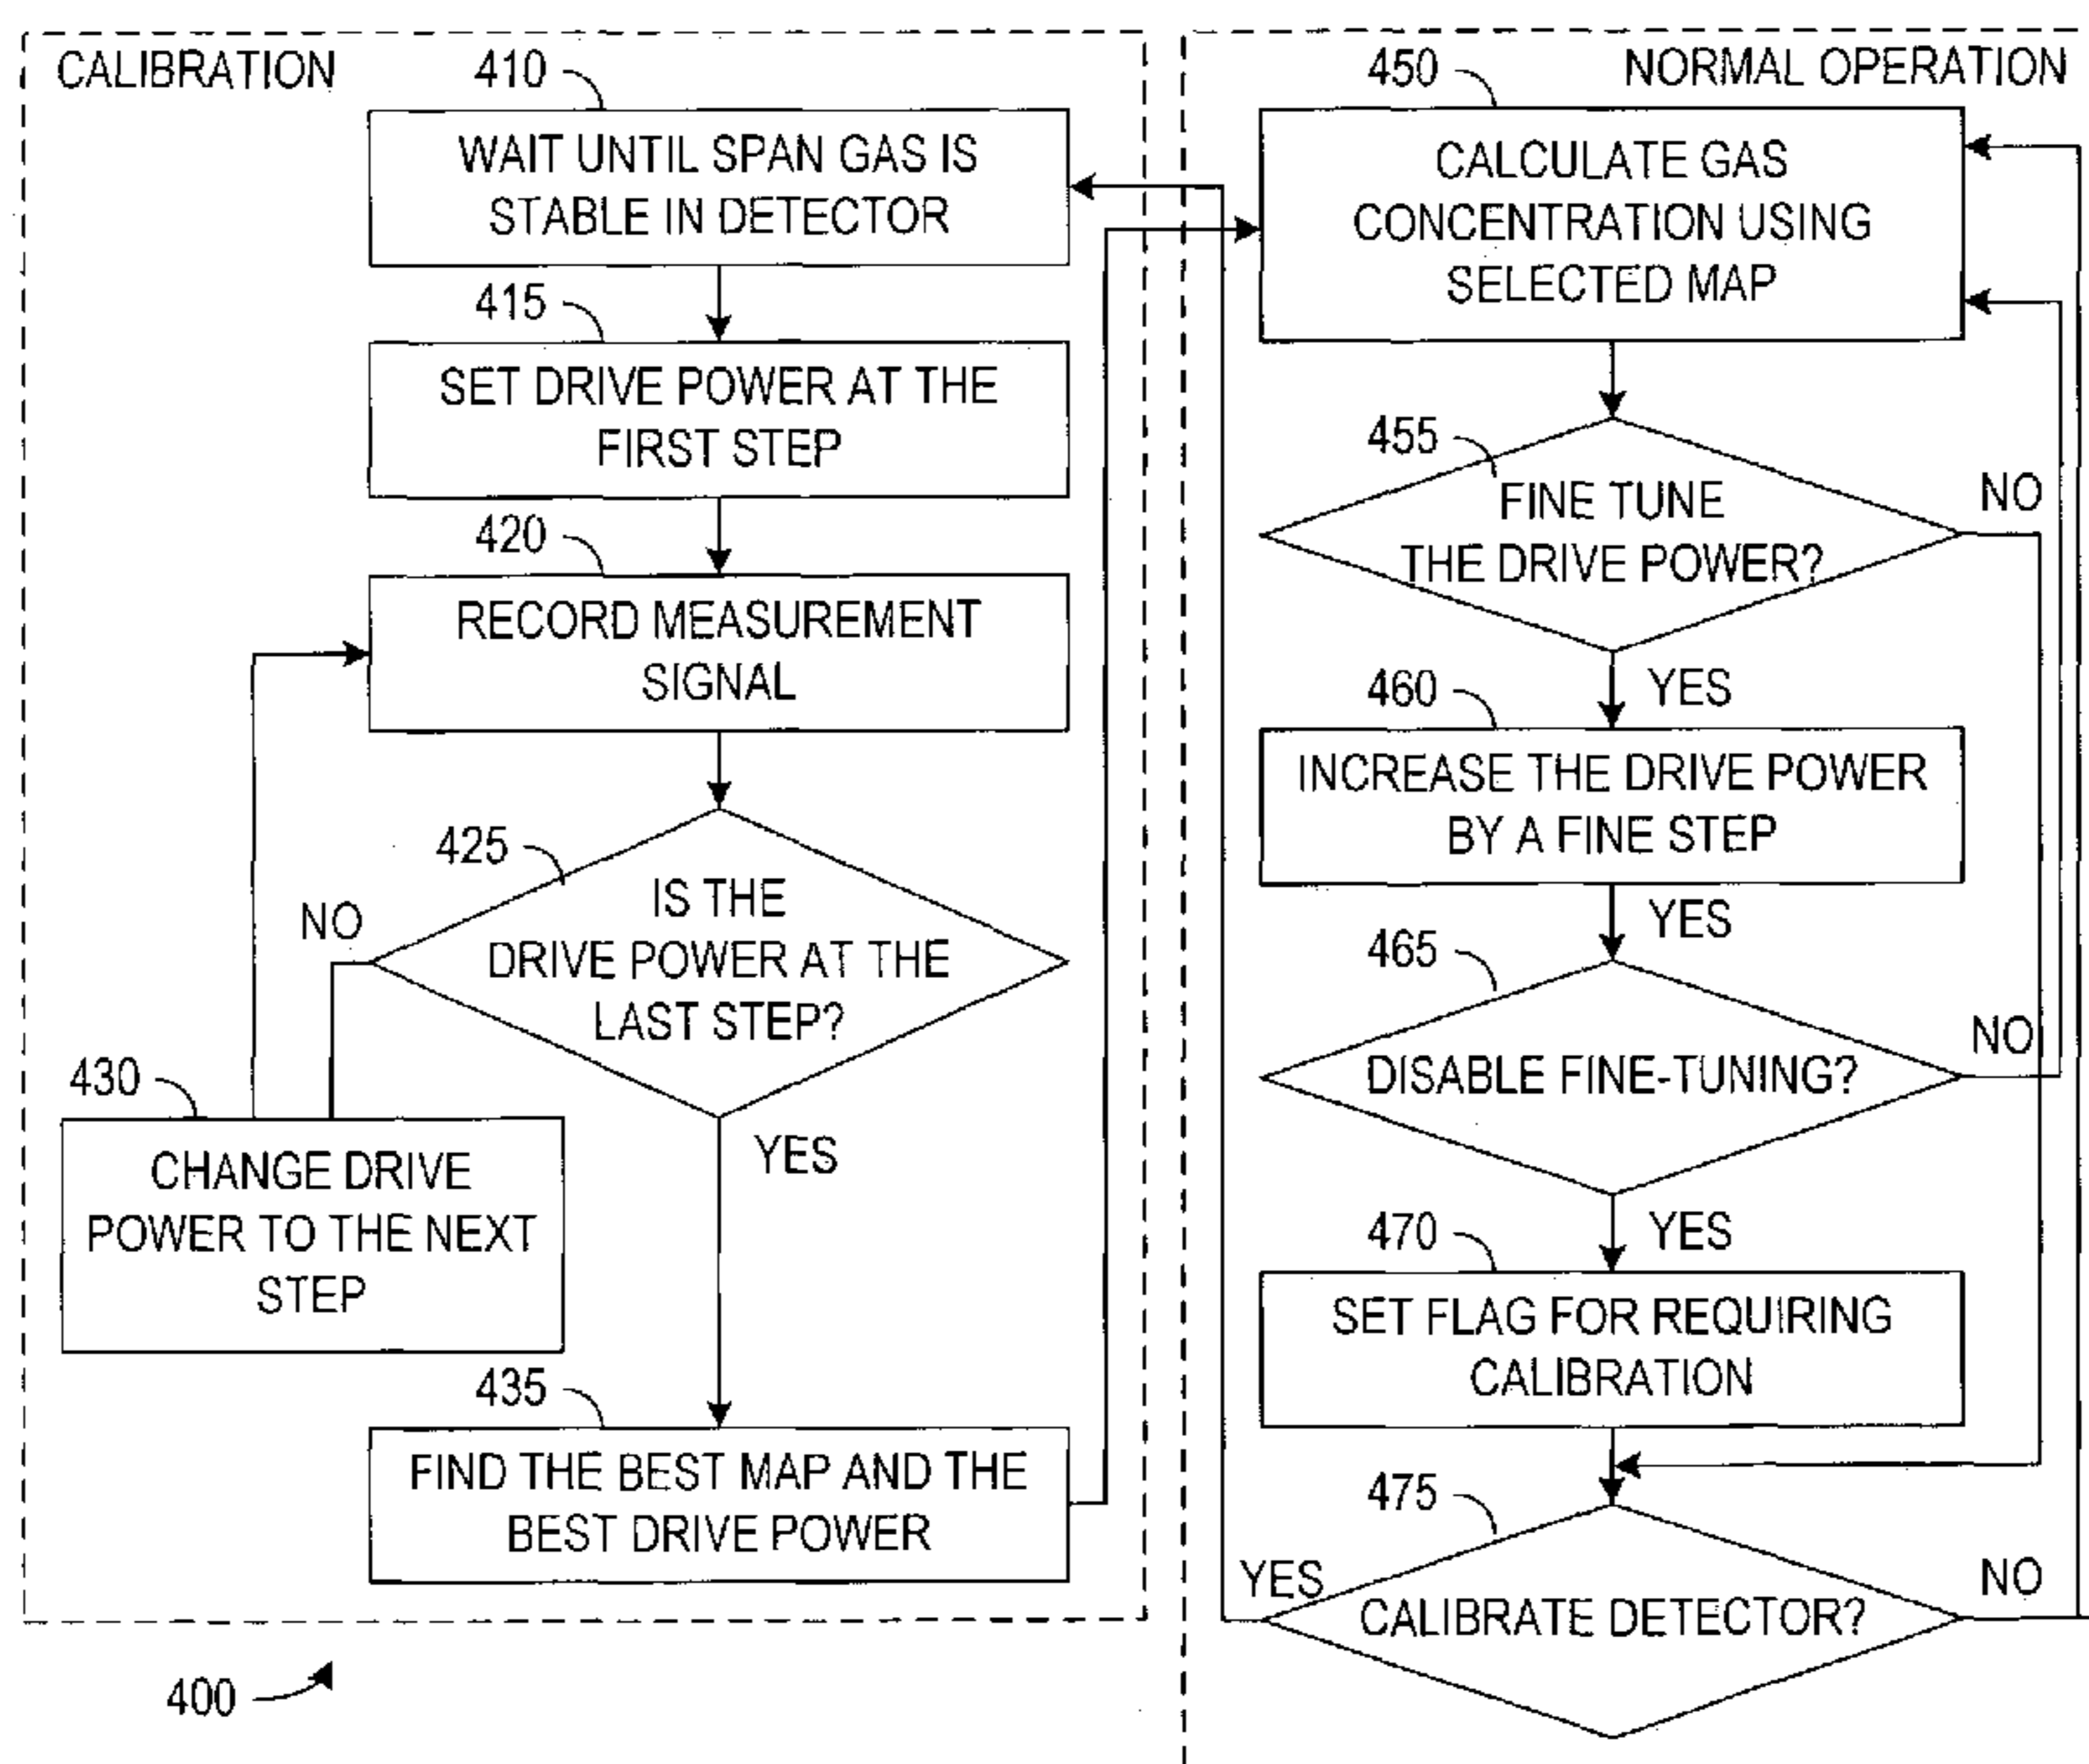 CALIBRATION
410
WAIT UNTIL SPAN GAS IS
STABLE IN DETECTOR
415
SET DRIVE POWER AT THE
FIRST STEP
420
RECORD MEASUREMENT
SIGNAL
425
IS THE
DRIVE POWER AT THE
LAST STEP?
NO
YES
430
CHANGE DRIVE
POWER TO THE NEXT
STEP
435
FIND THE BEST MAP AND THE
BEST DRIVE POWER
400
NORMAL OPERATION
450
CALCULATE GAS
CONCENTRATION USING
SELECTED MAP
455
FINE TUNE
THE DRIVE POWER?
NO
YES
460
INCREASE THE DRIVE POWER
BY A FINE STEP
YES
465
DISABLE FINE-TUNING?
NO
YES
470
SET FLAG FOR REQUIRING
CALIBRATION
475
CALIBRATE DETECTOR?
YES
NO